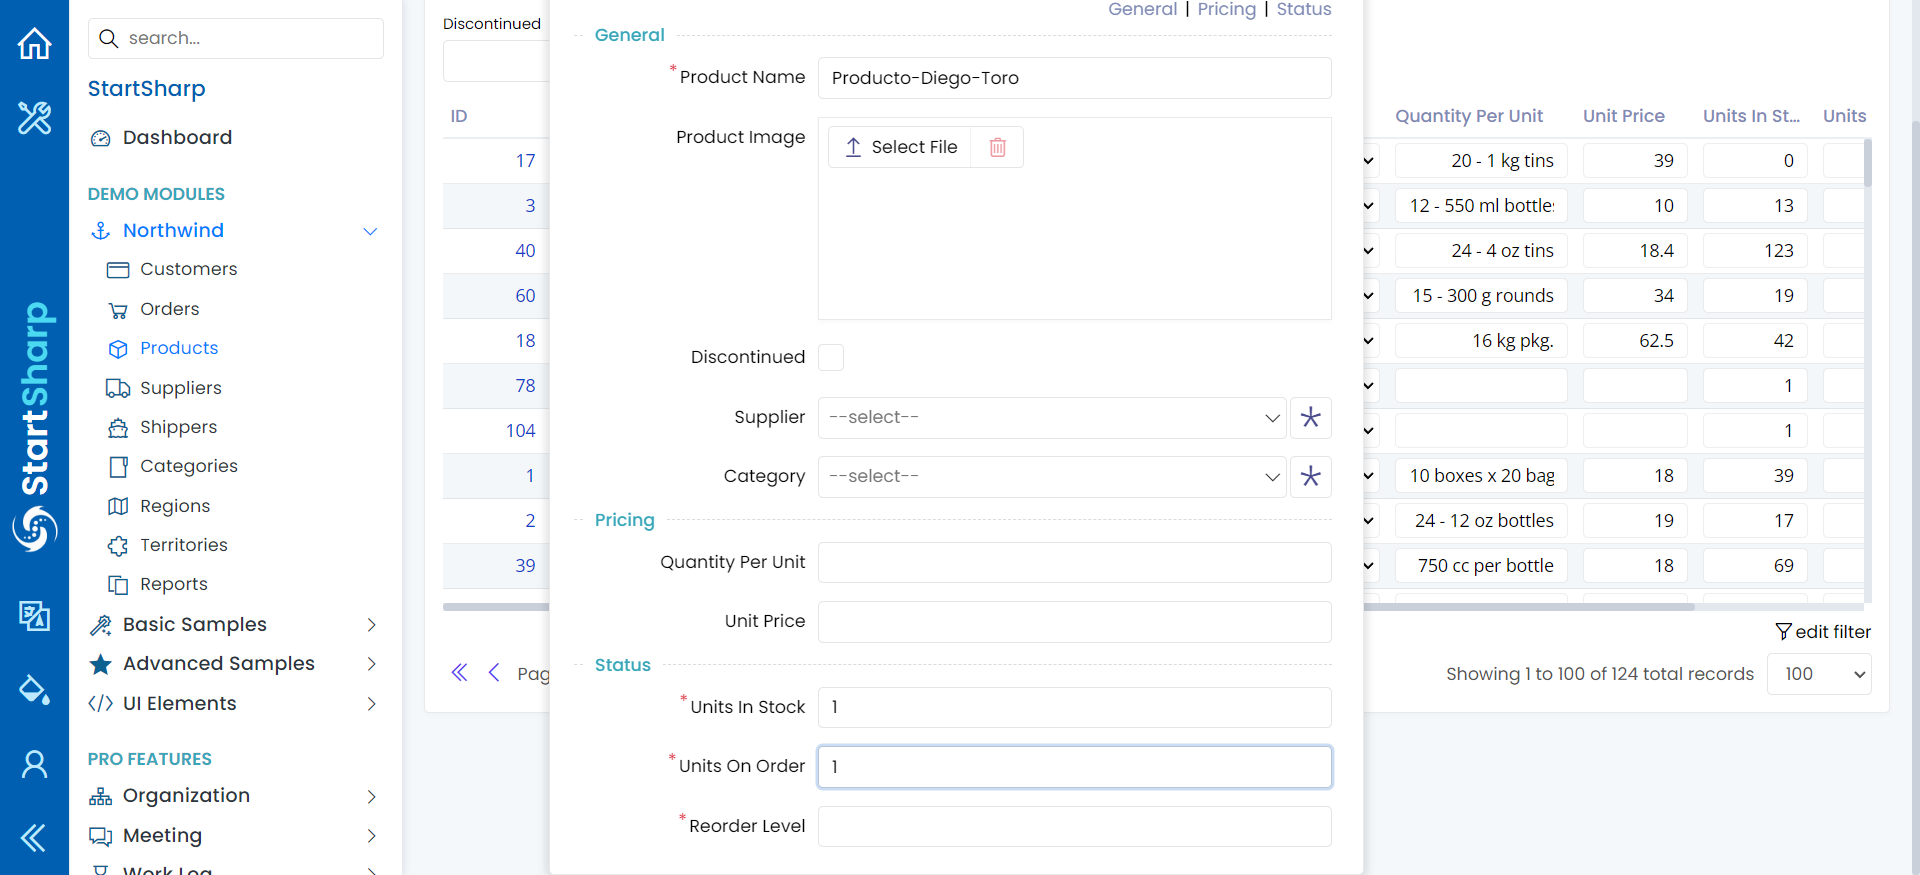 StartSharp
search...
StartSharp
Dashboard
DEMO MODULES
Northwind
Customers
Orders
Products
Suppliers
Shippers
Categories
Regions
Territories
Reports
Basic Samples
Advanced Samples
UI Elements
PRO FEATURES
Organization
Meeting
Work Log
Discontinued
ID
17
3
40
60
18
78
104
1
2
39
Pag
General | Pricing | Status
General
*Product Name Producto-Diego-Toro
Product Image Select File
Discontinued
Supplier --select--
Category --select--
Pricing
Quantity Per Unit
Unit Price
Status
*Units In Stock 1
*Units On Order 1
*Reorder Level
Quantity Per Unit Unit Price Units In St... Units
20 - 1 kg tins 39 0
12 - 550 ml bottles 10 13
24 - 4 oz tins 18.4 123
15 - 300 g rounds 34 19
16 kg pkg. 62.5 42
1
1
10 boxes x 20 bag 18 39
24 - 12 oz bottles 19 17
750 cc per bottle 18 69
edit filter
Showing 1 to 100 of 124 total records 100